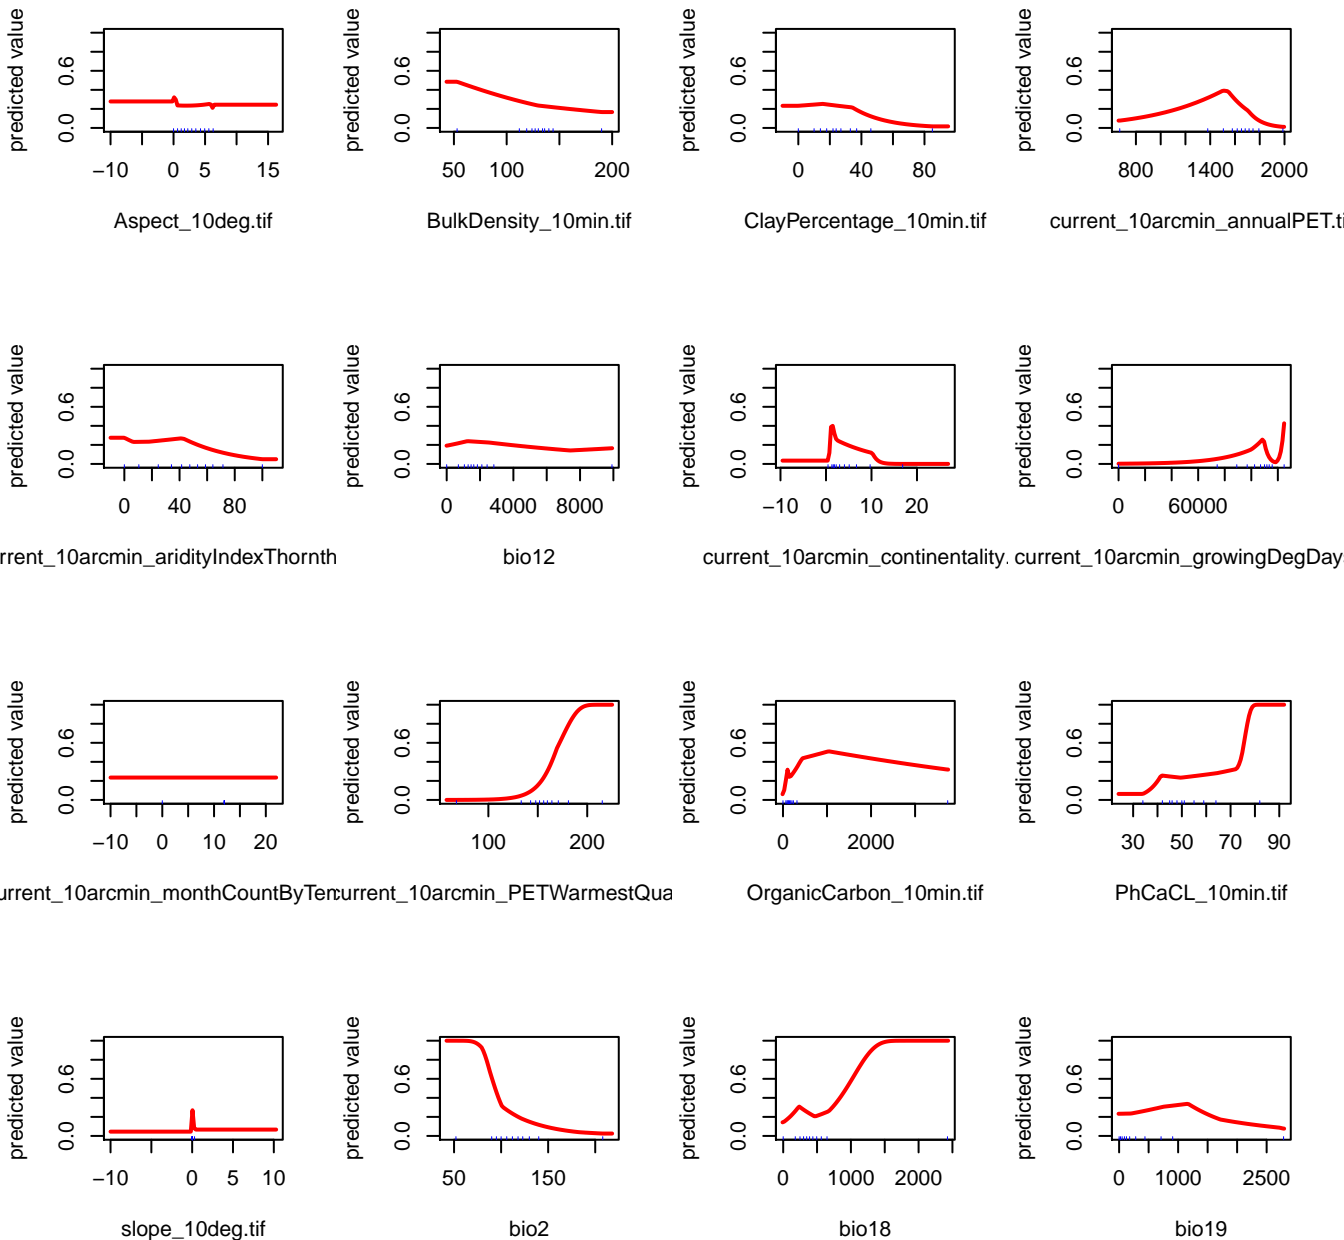 predicted value
0.0 0.6
−10 0 5 15
Aspect_10deg.tif
predicted value
0.0 0.6
50 100 200
BulkDensity_10min.tif
predicted value
0.0 0.6
0 40 80
ClayPercentage_10min.tif
predicted value
0.0 0.6
800 1400 2000
current_10arcmin_annualPET.ti
predicted value
0.0 0.6
0 40 80
rrent_10arcmin_aridityIndexThornth
predicted value
0.0 0.6
0 4000 8000
bio12
predicted value
0.0 0.6
−10 0 10 20
current_10arcmin_continentality.
predicted value
0.0 0.6
0 60000
current_10arcmin_growingDegDay
predicted value
0.0 0.6
−10 0 10 20
urrent_10arcmin_monthCountByTem
predicted value
0.0 0.6
100 200
urrent_10arcmin_PETWarmestQua
predicted value
0.0 0.6
0 2000
OrganicCarbon_10min.tif
predicted value
0.0 0.6
30 50 70 90
PhCaCL_10min.tif
predicted value
0.0 0.6
−10 0 5 10
slope_10deg.tif
predicted value
0.0 0.6
50 150
bio2
predicted value
0.0 0.6
0 1000 2000
bio18
predicted value
0.0 0.6
0 1000 2500
bio19